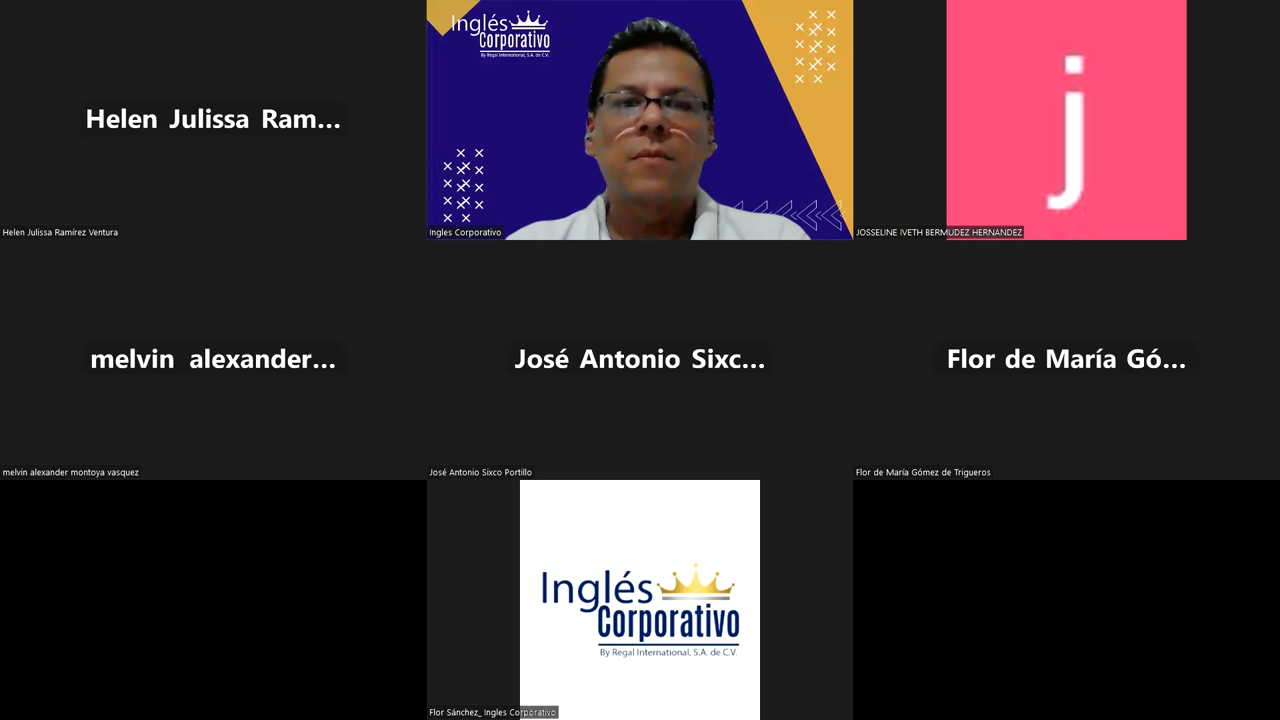 Helen Julissa Ram...
Helen Julissa Ramírez Ventura
Inglés
Corporativo
By Regal International, S.A. de C.V.
Ingles Corporativo
j
JOSSELINE IVETH BERMUDEZ HERNANDEZ
melvin alexander...
melvin alexander montoya vasquez
José Antonio Sixc...
José Antonio Sixco Portillo
Flor de María Gó...
Flor de María Gómez de Trigueros
Inglés
Corporativo
By Regal International, S.A. de C.V.
Flor Sánchez_ Ingles Corporativo